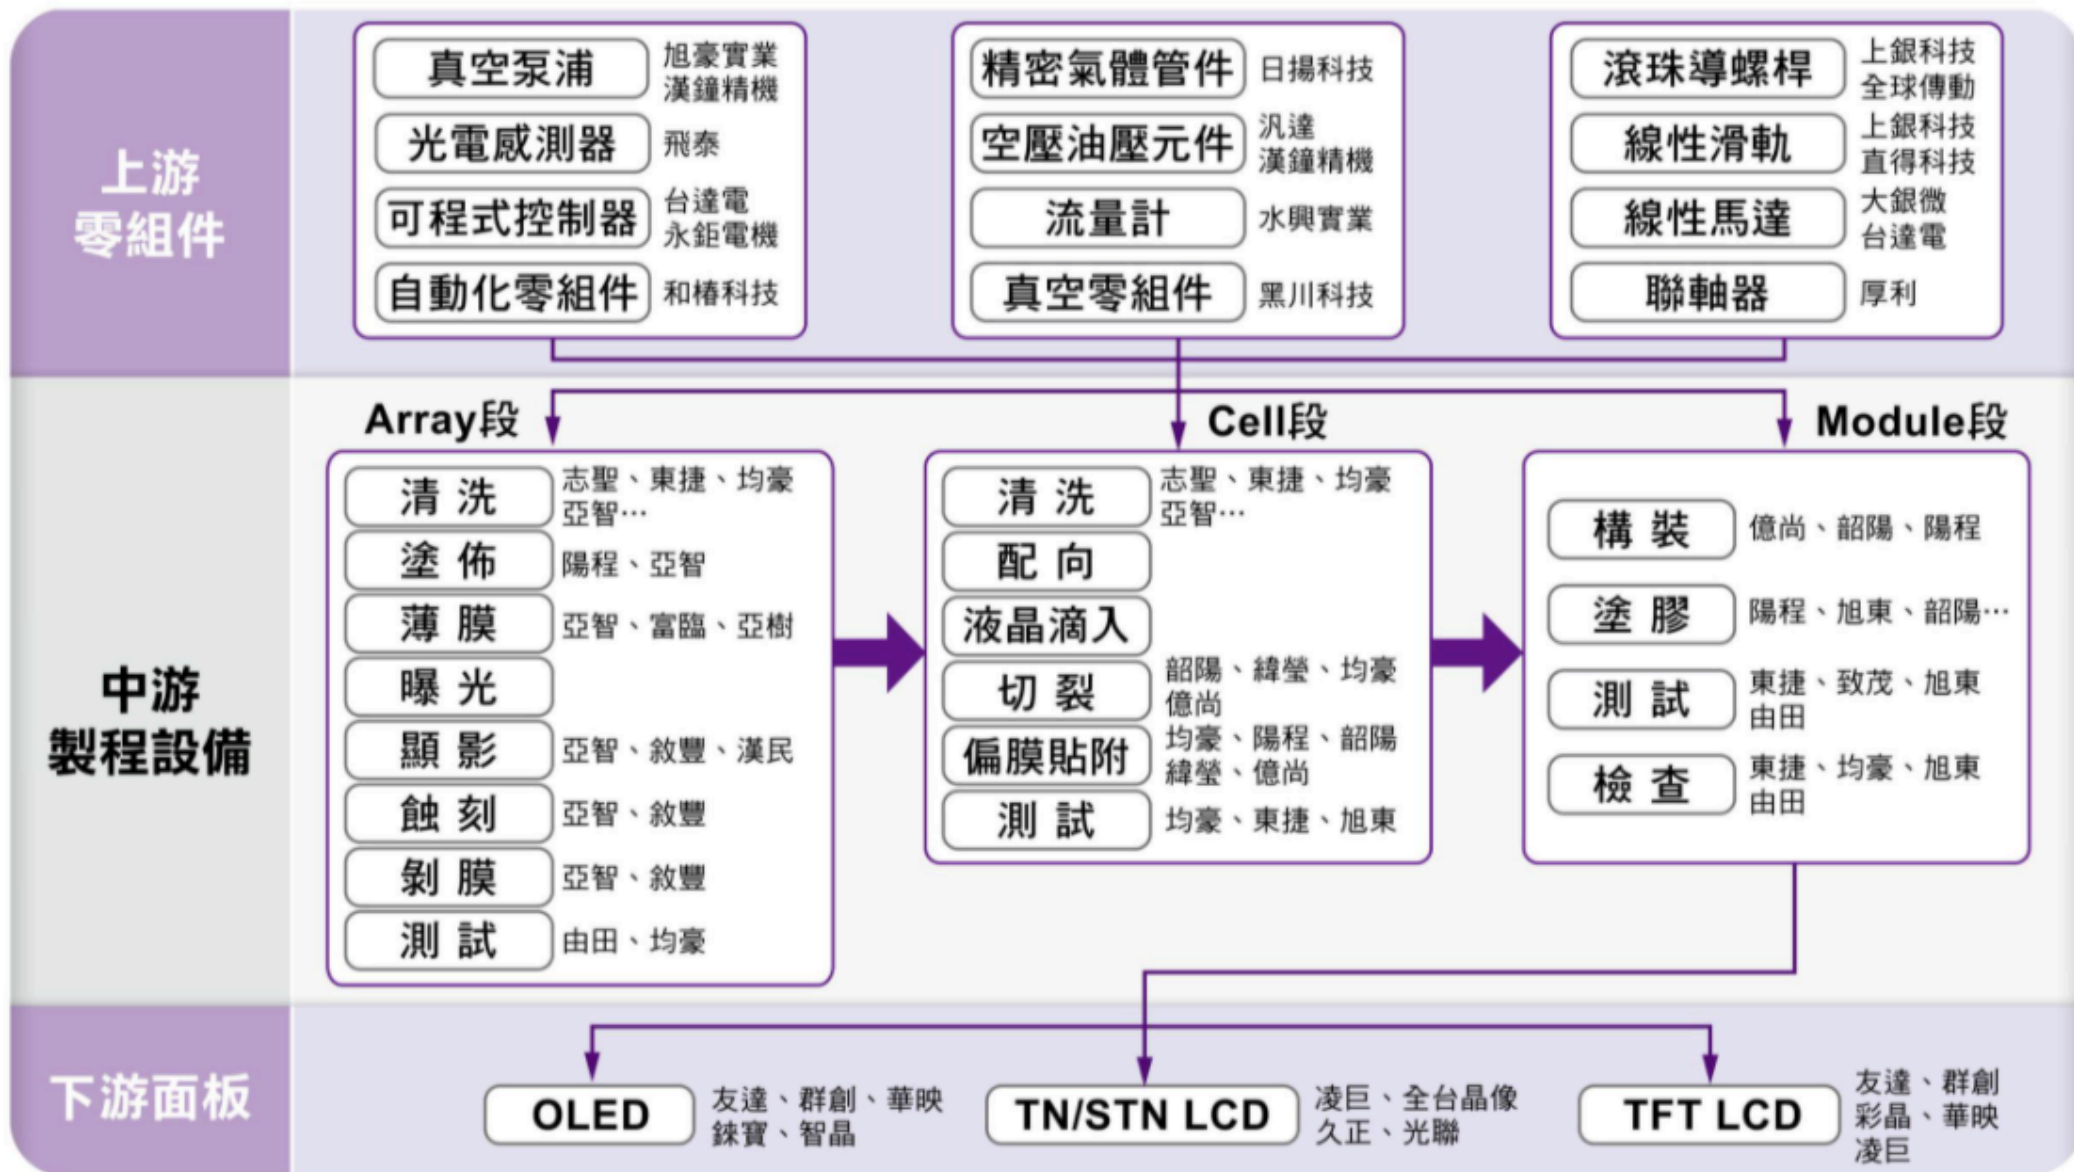 上游
零組件
真空泵浦
旭豪實業
漢鐘精機
光電感測器
飛泰
可程式控制器
台達電
永鉅電機
自動化零組件
和椿科技
精密氣體管件
日揚科技
空壓油壓元件
汎達
漢鐘精機
流量計
水興實業
真空零組件
黑川科技
滾珠導螺桿
上銀科技
全球傳動
線性滑軌
上銀科技
直得科技
線性馬達
大銀微
台達電
聯軸器
厚利
中游
製程設備
Array段
清洗
志聖、東捷、均豪
亞智…
塗佈
陽程、亞智
薄膜
亞智、富臨、亞樹
曝光
顯影
亞智、敘豐、漢民
蝕刻
亞智、敘豐
剝膜
亞智、敘豐
測試
由田、均豪
Cell段
清洗
志聖、東捷、均豪
亞智…
配向
液晶滴入
切裂
韶陽、緯瑩、均豪
億尚
偏膜貼附
均豪、陽程、韶陽
緯瑩、億尚
測試
均豪、東捷、旭東
Module段
構裝
億尚、韶陽、陽程
塗膠
陽程、旭東、韶陽…
測試
東捷、致茂、旭東
由田
檢查
東捷、均豪、旭東
由田
下游面板
OLED
友達、群創、華映
錸寶、智晶
TN/STN LCD
凌巨、全台晶像
久正、光聯
TFT LCD
友達、群創
彩晶、華映
凌巨